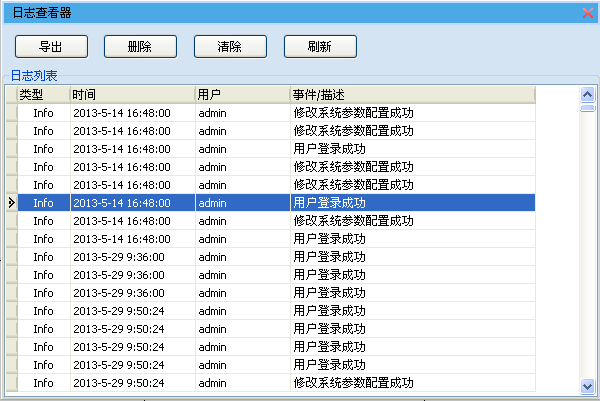 日志查看器
导出 删除 清除 刷新
日志列表
类型 时间 用户 事件/描述
Info 2013-5-14 16:48:00 admin 修改系统参数配置成功
Info 2013-5-14 16:48:00 admin 修改系统参数配置成功
Info 2013-5-14 16:48:00 admin 用户登录成功
Info 2013-5-14 16:48:00 admin 修改系统参数配置成功
Info 2013-5-14 16:48:00 admin 修改系统参数配置成功
Info 2013-5-14 16:48:00 admin 用户登录成功
Info 2013-5-14 16:48:00 admin 修改系统参数配置成功
Info 2013-5-14 16:48:00 admin 用户登录成功
Info 2013-5-29 9:36:00 admin 用户登录成功
Info 2013-5-29 9:36:00 admin 用户登录成功
Info 2013-5-29 9:36:00 admin 用户登录成功
Info 2013-5-29 9:50:24 admin 用户登录成功
Info 2013-5-29 9:50:24 admin 用户登录成功
Info 2013-5-29 9:50:24 admin 用户登录成功
Info 2013-5-29 9:50:24 admin 用户登录成功
Info 2013-5-29 9:50:24 admin 修改系统参数配置成功